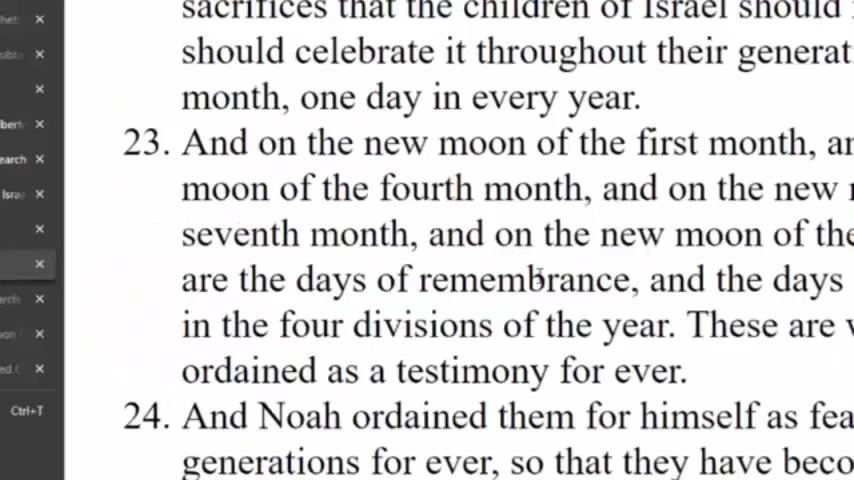 sacrifices that the children of Israel should
should celebrate it throughout their generat
month, one day in every year.
23. And on the new moon of the first month, an
moon of the fourth month, and on the new
seventh month, and on the new moon of the
are the days of remembrance, and the days
in the four divisions of the year. These are
ordained as a testimony for ever.
24. And Noah ordained them for himself as fea
generations for ever, so that they have beco
earch
Ctrl+T